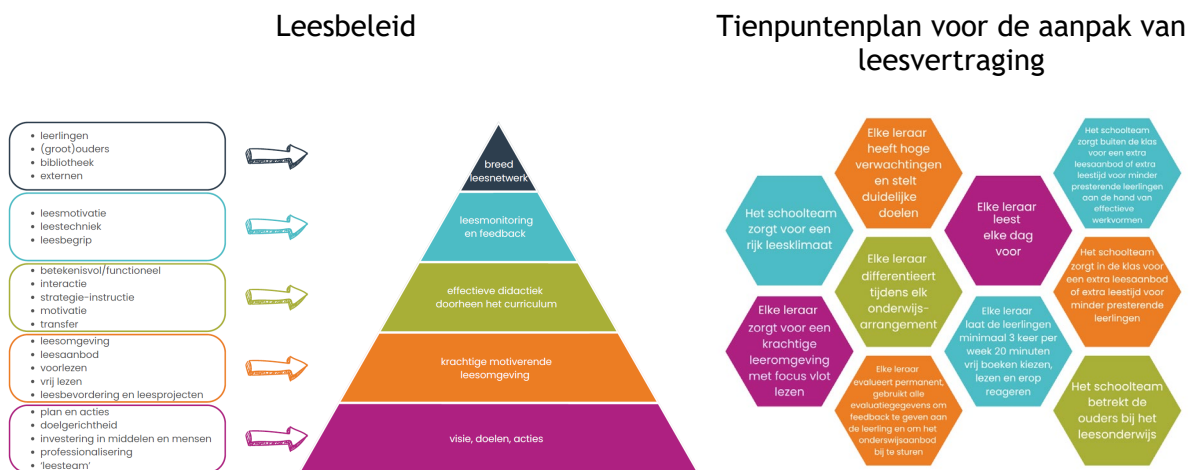 Leesbeleid
• leerlingen
• (groot)ouders
• bibliotheek
• externen
• leesmotivatie
• leestechniek
• leesbegrip
• betekenisvol/functioneel
• interactie
• strategie-instructie
• motivatie
• transfer
• leesomgeving
• leesaanbod
• voorlezen
• vrij lezen
• leesbevordering en leesprojecten
• plan en acties
• doelgerichtheid
• investering in middelen en mensen
• professionalisering
• 'leesteam'
breed
leesnetwerk
leesmonitoring
en feedback
effectieve didactiek
doorheen het curriculum
krachtige motiverende
leesomgeving
visie, doelen, acties
Tienpuntenplan voor de aanpak van
leesvertraging
Het schoolteam
zorgt voor een
rijk leesklimaat
Elke leraar
zorgt voor een
krachtige
leeromgeving
met focus vlot
lezen
Elke leraar
heeft hoge
verwachtingen
en stelt
duidelijke
doelen
Elke leraar
differentieert
tijdens elk
onderwijs-
arrangement
Elke leraar
evalueert permanent,
gebruikt alle
evaluatiegegevens om
feedback te geven aan
de leerling en om het
onderswijsaanbod
bij te sturen
Elke leraar
leest
elke dag
voor
Elke leraar
laat de leerlingen
minimaal 3 keer per
week 20 minuten
vrij boeken kiezen,
lezen en erop
reageren
Het schoolteam
zorgt buiten de klas
voor een extra
leesaanbod of extra
leestijd voor minder
presterende leerlingen
aan de hand van
effectieve
werkvormen
Het schoolteam
zorgt in de klas voor
een extra leesaanbod
of extra leestijd voor
minder presterende
leerlingen
Het schoolteam
betrekt de
ouders bij het
leesonderwijs